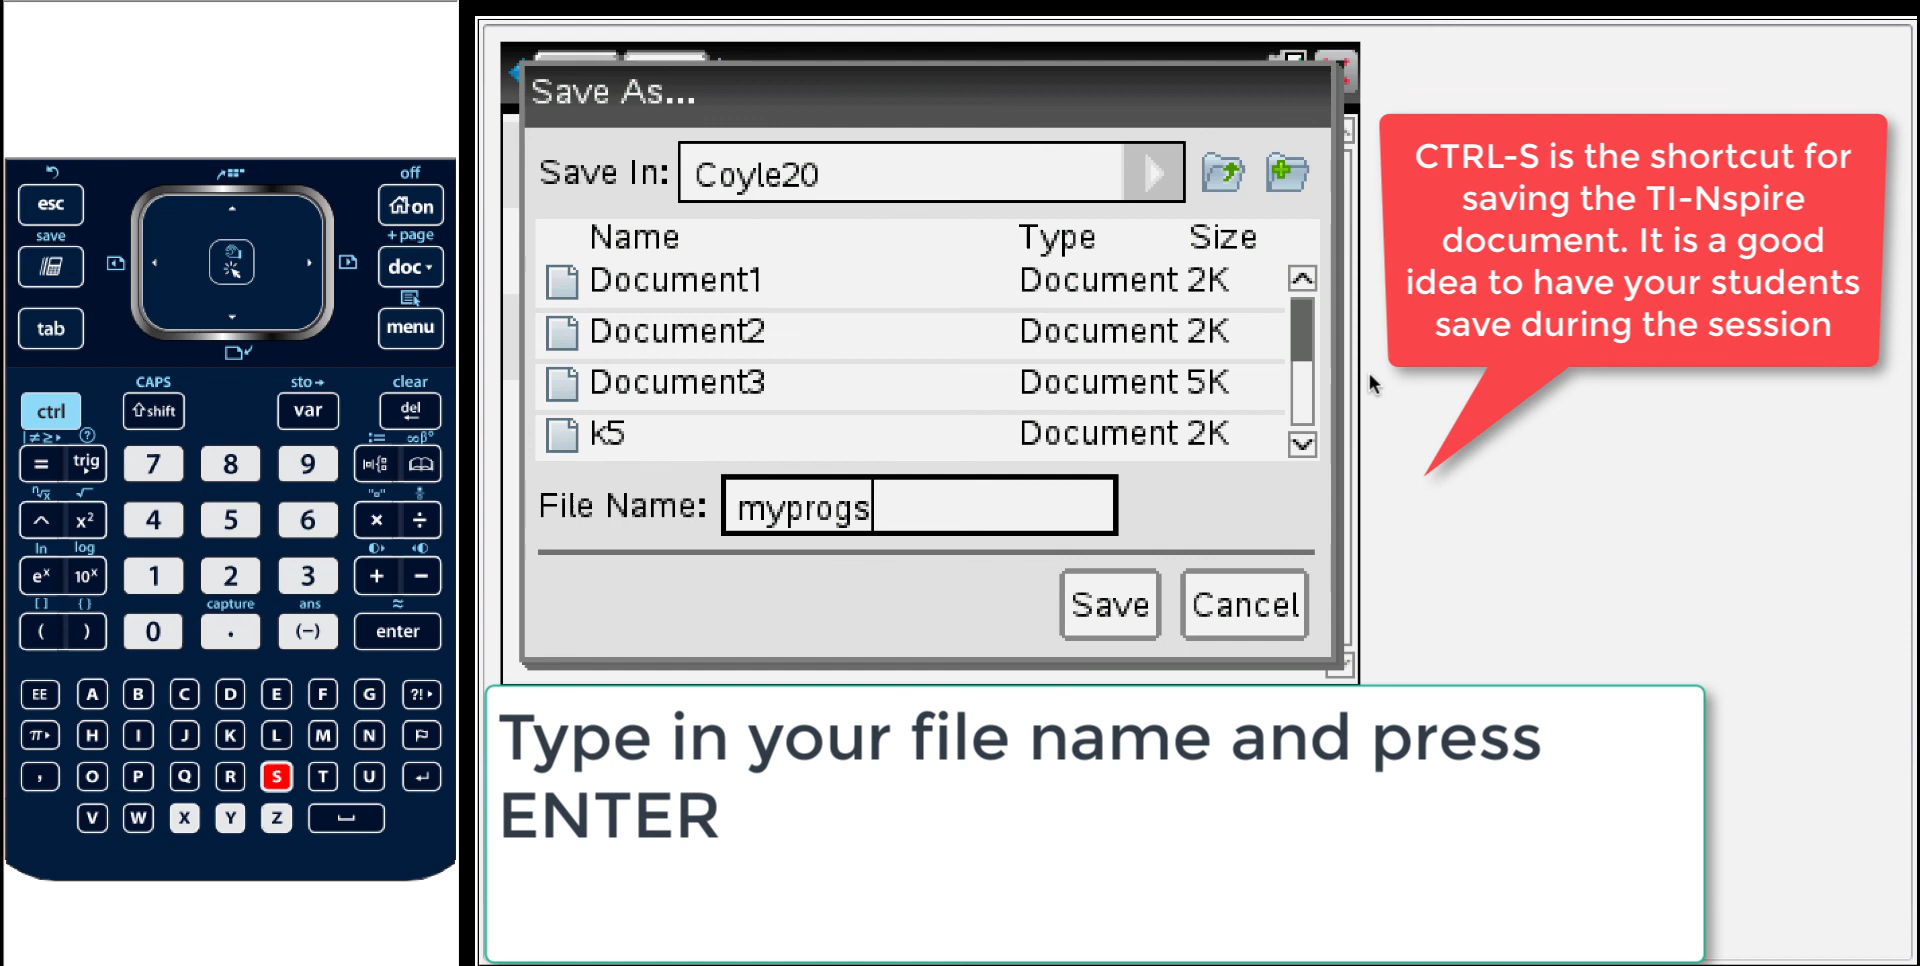 Save As...
Save In: Coyle20
Name Type Size
Document1 Document 2K
Document2 Document 2K
Document3 Document 5K
k5 Document 2K
File Name: myprogs
Save Cancel
CTRL-S is the shortcut for
saving the TI-Nspire
document. It is a good
idea to have your students
save during the session
Type in your file name and press
ENTER
off
esc on
save + page
doc
tab menu
CAPS sto→ clear
ctrl ⇧shift var del
|≠≥▸ ? := ∞β°
= trig 7 8 9
ⁿ√x √ "□"
^ x² 4 5 6 × ÷
ln log
eˣ 10ˣ 1 2 3 + −
[ ] { } capture ans ≈
( ) 0 . (−) enter
EE A B C D E F G ?!▸
π▸ H I J K L M N
, O P Q R S T U ↵
V W X Y Z